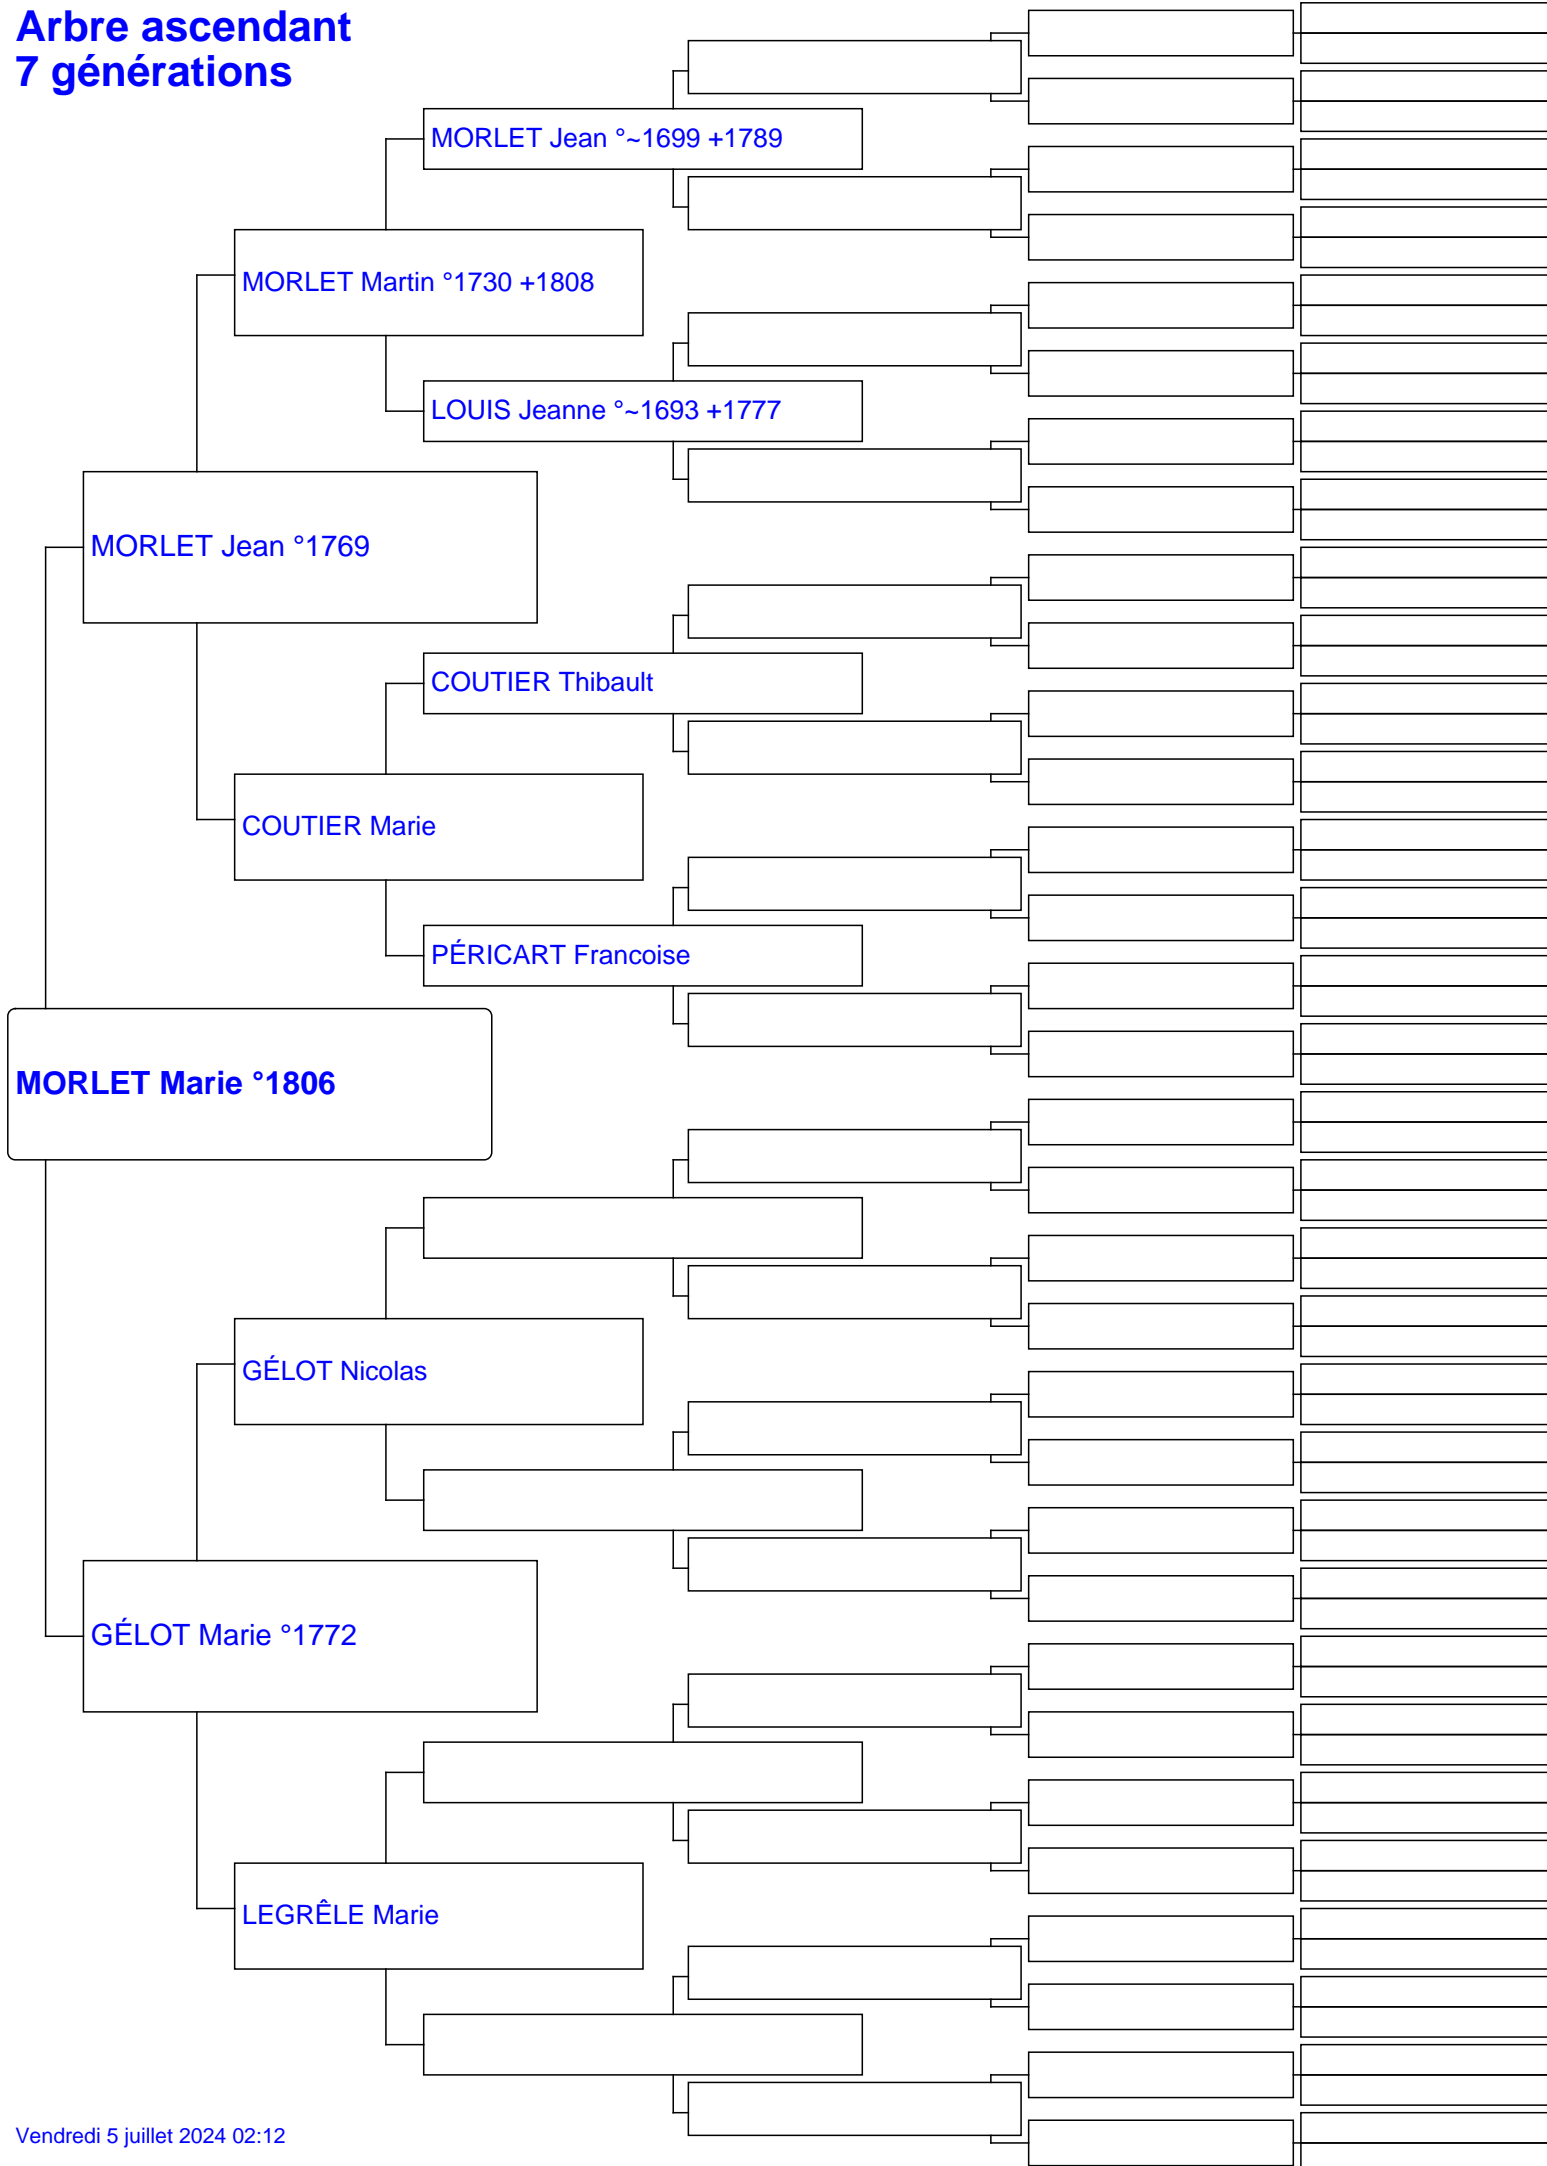 Arbre ascendant
7 générations
MORLET Jean °~1699 +1789
MORLET Martin °1730 +1808
LOUIS Jeanne °~1693 +1777
MORLET Jean °1769
COUTIER Thibault
COUTIER Marie
PÉRICART Francoise
MORLET Marie °1806
GÉLOT Nicolas
GÉLOT Marie °1772
LEGRÊLE Marie
Vendredi 5 juillet 2024 02:12